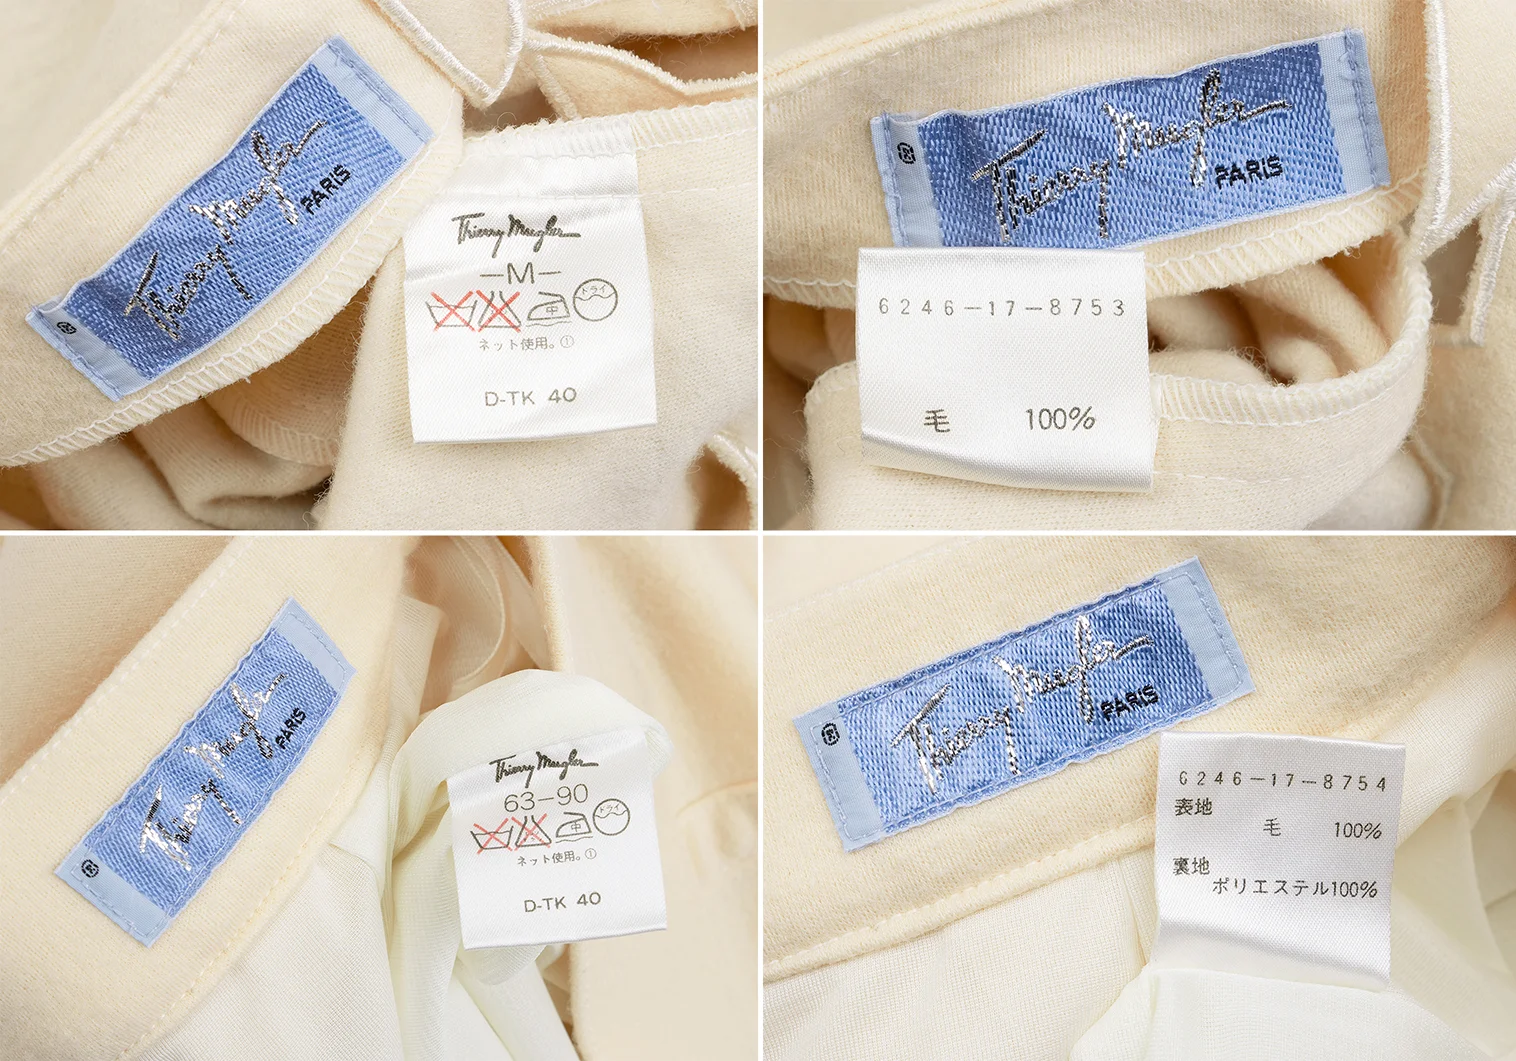 Thierry Mugler
PARIS
®
Thierry Mugler
-M-
ドライ
中
ネット使用。①
D-TK 40
Thierry Mugler
PARIS
®
6246-17-8753
毛 100%
Thierry Mugler
PARIS
®
Thierry Mugler
63-90
ドライ
中
ネット使用。①
D-TK 40
Thierry Mugler
PARIS
®
6246-17-8754
表地
毛 100%
裏地
ポリエステル100%